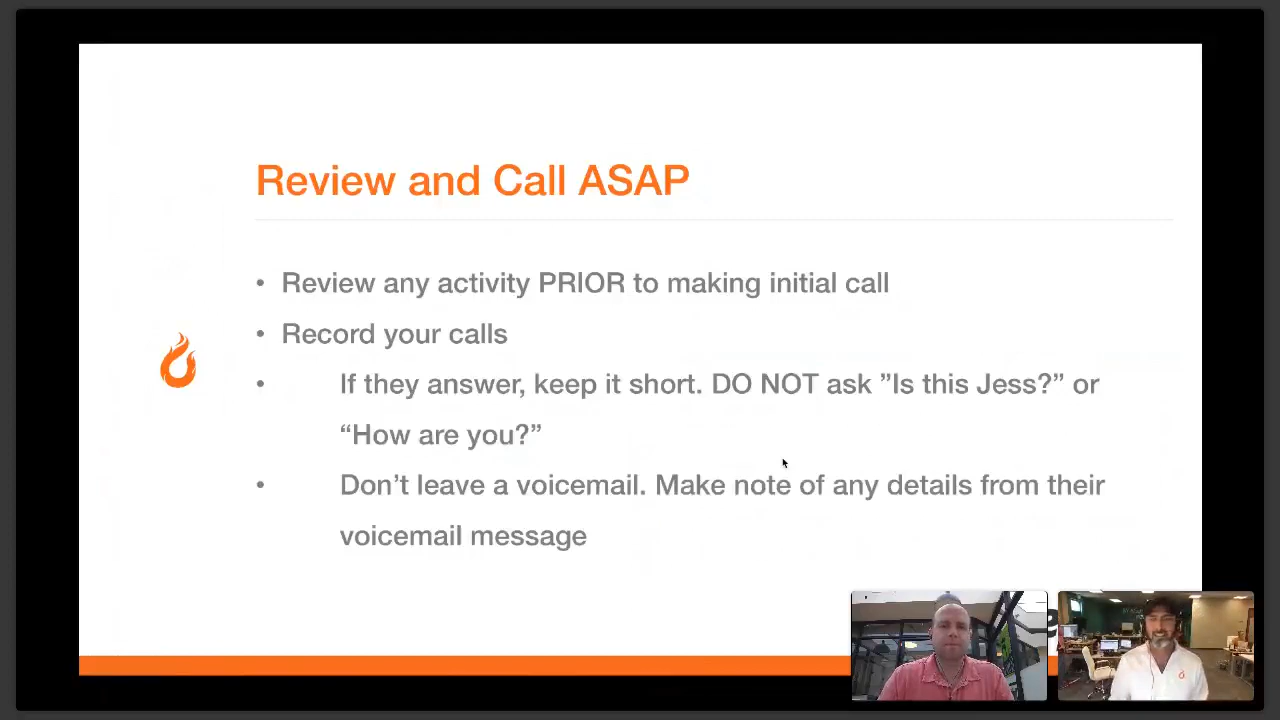 Review and Call ASAP
• Review any activity PRIOR to making initial call
• Record your calls
• If they answer, keep it short. DO NOT ask ”Is this Jess?” or
“How are you?”
• Don’t leave a voicemail. Make note of any details from their
voicemail message